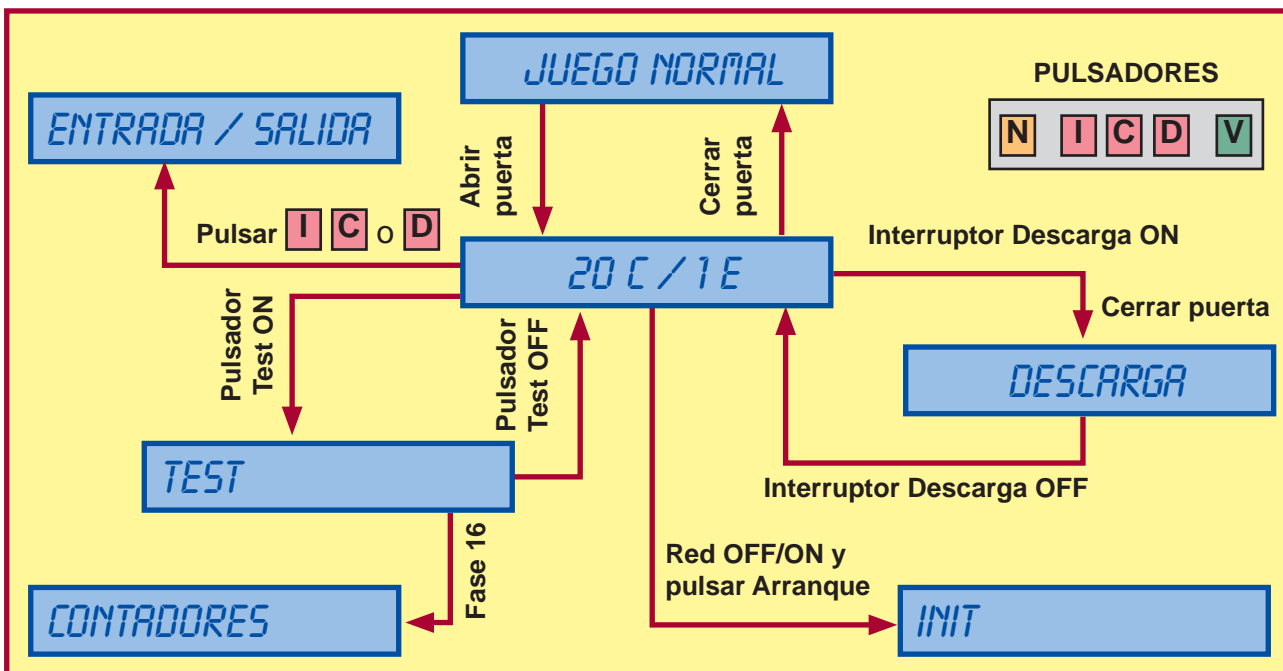 JUEGO NORMAL
PULSADORES
N I C D V
ENTRADA / SALIDA
Abrir
puerta
Cerrar
puerta
Pulsar I C o D
Interruptor Descarga ON
20 C / 1 E
Cerrar puerta
Pulsador
Test ON
Pulsador
Test OFF
DESCARGA
TEST
Interruptor Descarga OFF
Fase 16
Red OFF/ON y
pulsar Arranque
CONTADORES
INIT